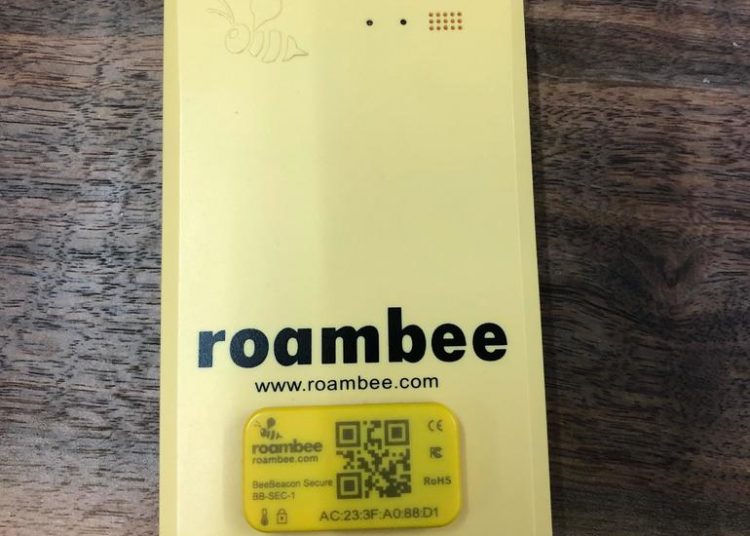 roambee
www.roambee.com
roambee
roambee.com
BeeBeacon Secure
BB-SEC-1
CE
FC
RoHS
AC:23:3F:A0:88:D1